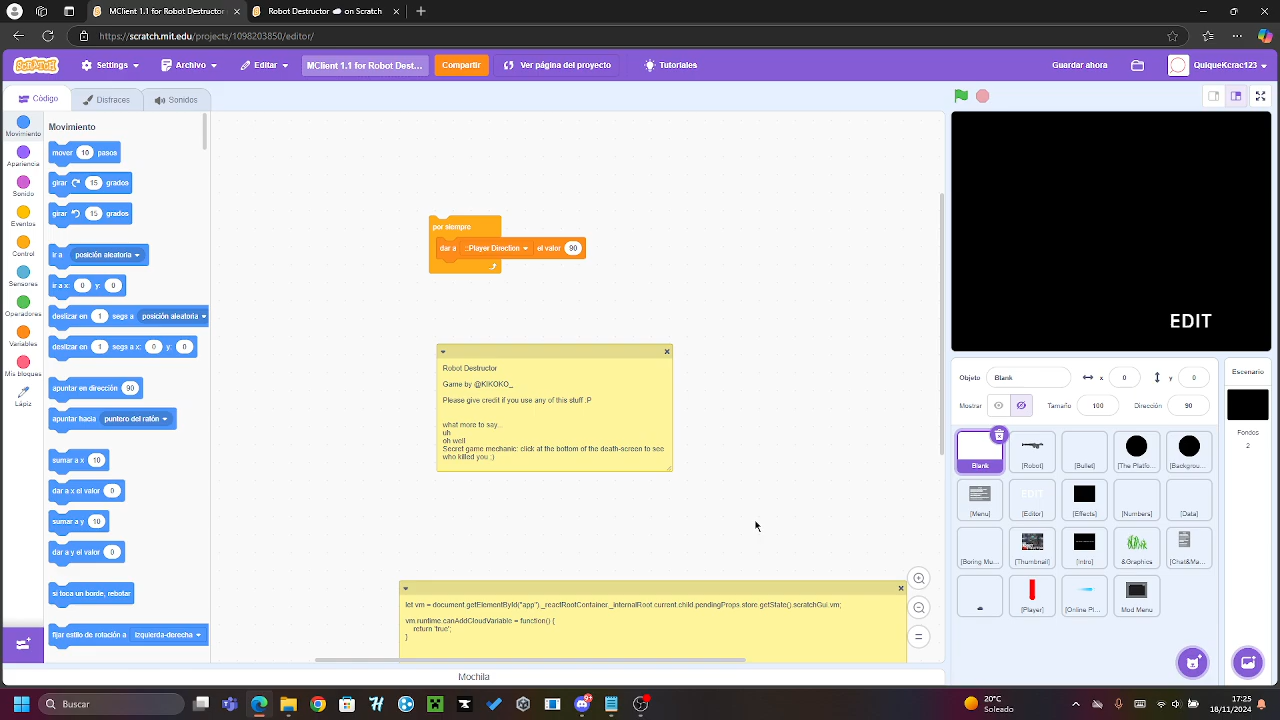 MClient 1.1 for Robot Destructor
Robot Destructor ☁ on Scratch
https://scratch.mit.edu/projects/1098203850/editor/
SCRATCH
Settings
Archivo
Editar
MClient 1.1 for Robot Dest...
Compartir
Ver página del proyecto
Tutoriales
Guardar ahora
QuiqueKcrac123
Código
Disfraces
Sonidos
Movimiento
Apariencia
Sonido
Eventos
Control
Sensores
Operadores
Variables
Mis bloques
Lápiz
Movimiento
mover 10 pasos
girar 15 grados
girar 15 grados
ir a posición aleatoria
ir a x: 0 y: 0
deslizar en 1 segs a posición aleatoria
deslizar en 1 segs a x: 0 y: 0
apuntar en dirección 90
apuntar hacia puntero del ratón
sumar a x 10
dar a x el valor 0
sumar a y 10
dar a y el valor 0
si toca un borde, rebotar
fijar estilo de rotación a izquierda-derecha
por siempre
dar a ::Player Direction el valor 90
Robot Destructor
Game by @KIKOKO_
Please give credit if you use any of this stuff :P
what more to say...
uh
oh well
Secret game mechanic: click at the bottom of the death-screen to see
who killed you ;)
let vm = document.getElementById("app")._reactRootContainer._internalRoot.current.child.pendingProps.store.getState().scratchGui.vm;
vm.runtime.canAddCloudVariable = function() {
return 'true';
}
Mochila
EDIT
Objeto Blank x 0 y 0
Mostrar Tamaño 100 Dirección 90
Escenario
Fondos
2
Blank
[Robot]
[Bullet]
[The Platfo...
[Backgrou...
[Menu]
EDIT
[Editor]
[Effects]
[Numbers]
[Data]
[Boring Mu...
[Thumbnail]
[Intro]
&Graphics
[Chat&Ma...
[Player]
[Online Pl...
Mod Menu
Buscar
9+
20°C
Soleado
17:25
16/11/2025